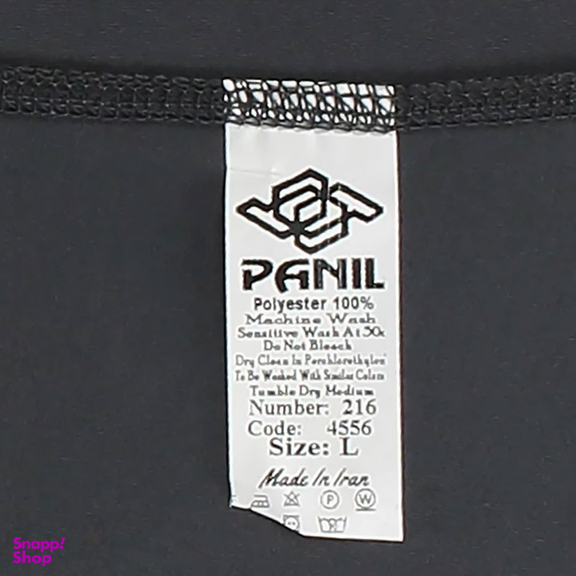 PANIL
Polyester 100%
Machine Wash
Sensitive Wash At 30c
Do Not Bleach
Dry Clean In Perchlorethylen
To Be Washed With Similar Colors
Tumble Dry Medium
Number: 216
Code: 4556
Size: L
Made In Iran
P W
Snapp!
Shop